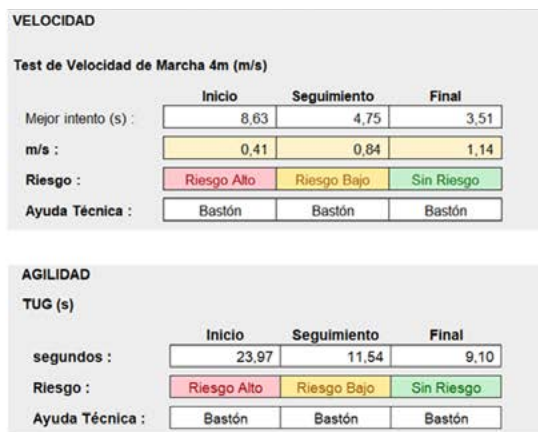 VELOCIDAD
Test de Velocidad de Marcha 4m (m/s)
Inicio Seguimiento Final
Mejor intento (s) : 8,63 4,75 3,51
m/s : 0,41 0,84 1,14
Riesgo : Riesgo Alto Riesgo Bajo Sin Riesgo
Ayuda Técnica : Bastón Bastón Bastón
AGILIDAD
TUG (s)
Inicio Seguimiento Final
segundos : 23,97 11,54 9,10
Riesgo : Riesgo Alto Riesgo Bajo Sin Riesgo
Ayuda Técnica : Bastón Bastón Bastón